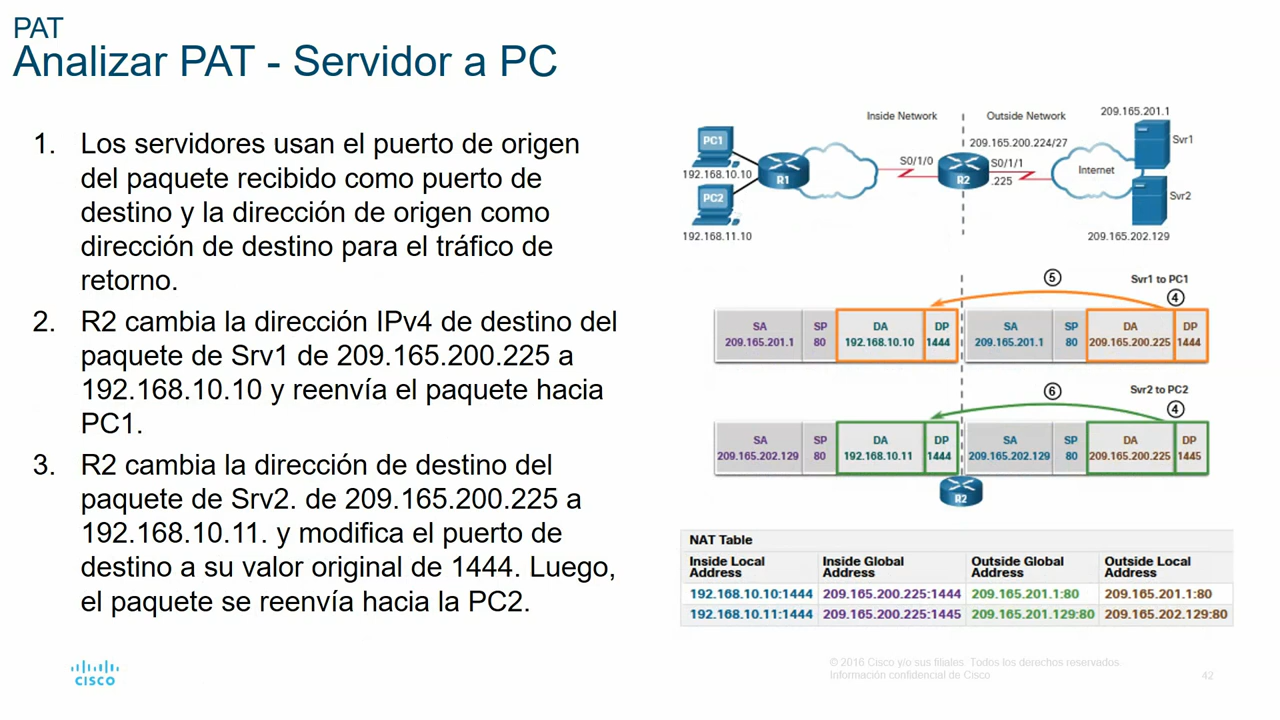 PAT
Analizar PAT - Servidor a PC
1. Los servidores usan el puerto de origen
del paquete recibido como puerto de
destino y la dirección de origen como
dirección de destino para el tráfico de
retorno.
2. R2 cambia la dirección IPv4 de destino del
paquete de Srv1 de 209.165.200.225 a
192.168.10.10 y reenvía el paquete hacia
PC1.
3. R2 cambia la dirección de destino del
paquete de Srv2. de 209.165.200.225 a
192.168.10.11. y modifica el puerto de
destino a su valor original de 1444. Luego,
el paquete se reenvía hacia la PC2.
Inside Network
Outside Network
209.165.201.1
PC1
192.168.10.10
PC2
192.168.11.10
R1
S0/1/0
R2
209.165.200.224/27
S0/1/1
.225
Internet
Svr1
Svr2
209.165.202.129
5
Svr1 to PC1
4
SA SP DA DP SA SP DA DP
209.165.201.1 80 192.168.10.10 1444 209.165.201.1 80 209.165.200.225 1444
6
Svr2 to PC2
4
SA SP DA DP SA SP DA DP
209.165.202.129 80 192.168.10.11 1444 209.165.202.129 80 209.165.200.225 1445
R2
NAT Table
Inside Local Address Inside Global Address Outside Global Address Outside Local Address
192.168.10.10:1444 209.165.200.225:1444 209.165.201.1:80 209.165.201.1:80
192.168.10.11:1444 209.165.200.225:1445 209.165.201.129:80 209.165.202.129:80
CISCO
© 2016 Cisco y/o sus filiales. Todos los derechos reservados.
Información confidencial de Cisco
42